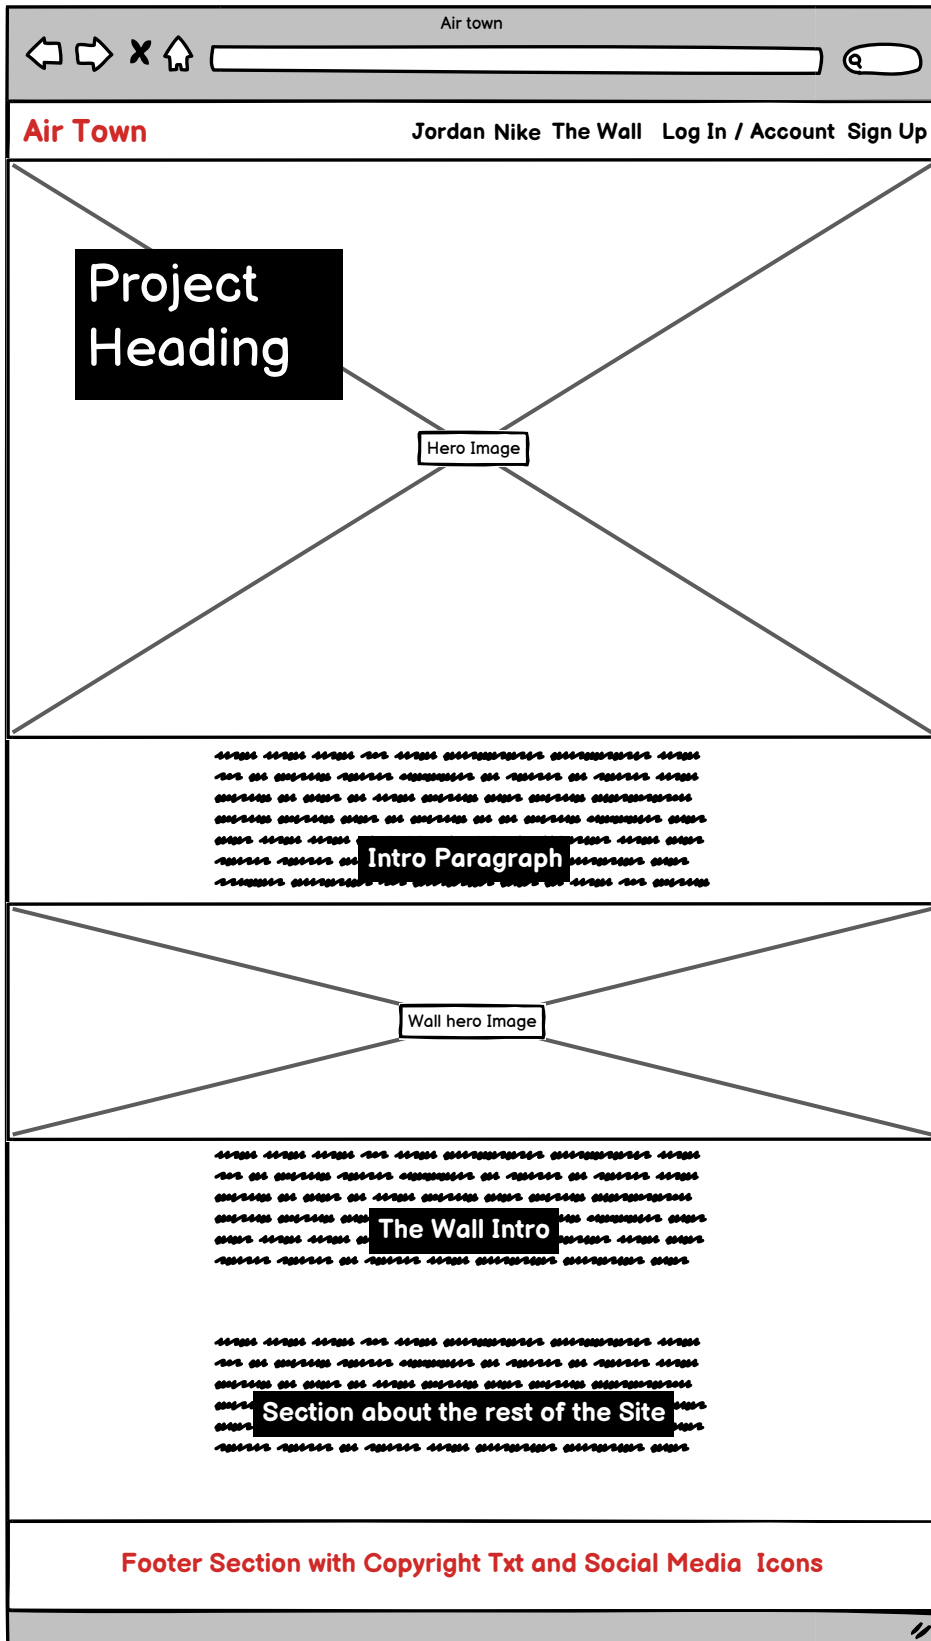 Air town
Air Town
Jordan Nike The Wall Log In / Account Sign Up
Project
Heading
Hero Image
Intro Paragraph
Wall hero Image
The Wall Intro
Section about the rest of the Site
Footer Section with Copyright Txt and Social Media Icons